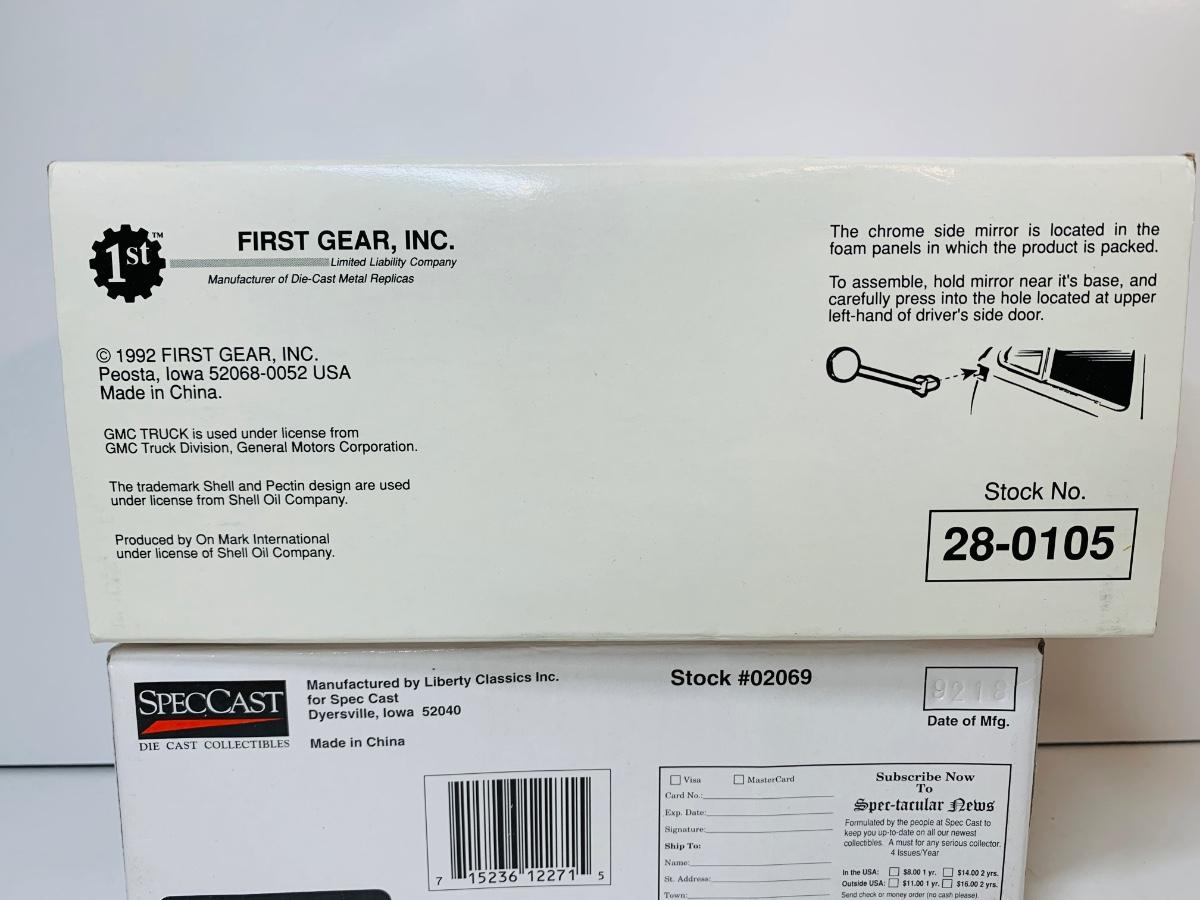 1st™
FIRST GEAR, INC.
Limited Liability Company
Manufacturer of Die-Cast Metal Replicas
© 1992 FIRST GEAR, INC.
Peosta, Iowa 52068-0052 USA
Made in China.
GMC TRUCK is used under license from
GMC Truck Division, General Motors Corporation.
The trademark Shell and Pectin design are used
under license from Shell Oil Company.
Produced by On Mark International
under license of Shell Oil Company.
The chrome side mirror is located in the
foam panels in which the product is packed.
To assemble, hold mirror near it's base, and
carefully press into the hole located at upper
left-hand of driver's side door.
Stock No.
28-0105
SPECCAST
DIE CAST COLLECTIBLES
Manufactured by Liberty Classics Inc.
for Spec Cast
Dyersville, Iowa 52040
Made in China
Stock #02069
9218
Date of Mfg.
7 15236 12271 5
Visa MasterCard
Card No.:
Exp. Date:
Signature:
Ship To:
Name:
St. Address:
Town:
Subscribe Now
To
Spec-tacular News
Formulated by the people at Spec Cast to
keep you up-to-date on all our newest
collectibles. A must for any serious collector.
4 Issues/Year
In the USA: $8.00 1 yr. $14.00 2 yrs.
Outside USA: $11.00 1 yr. $16.00 2 yrs.
Send check or money order (no cash please).